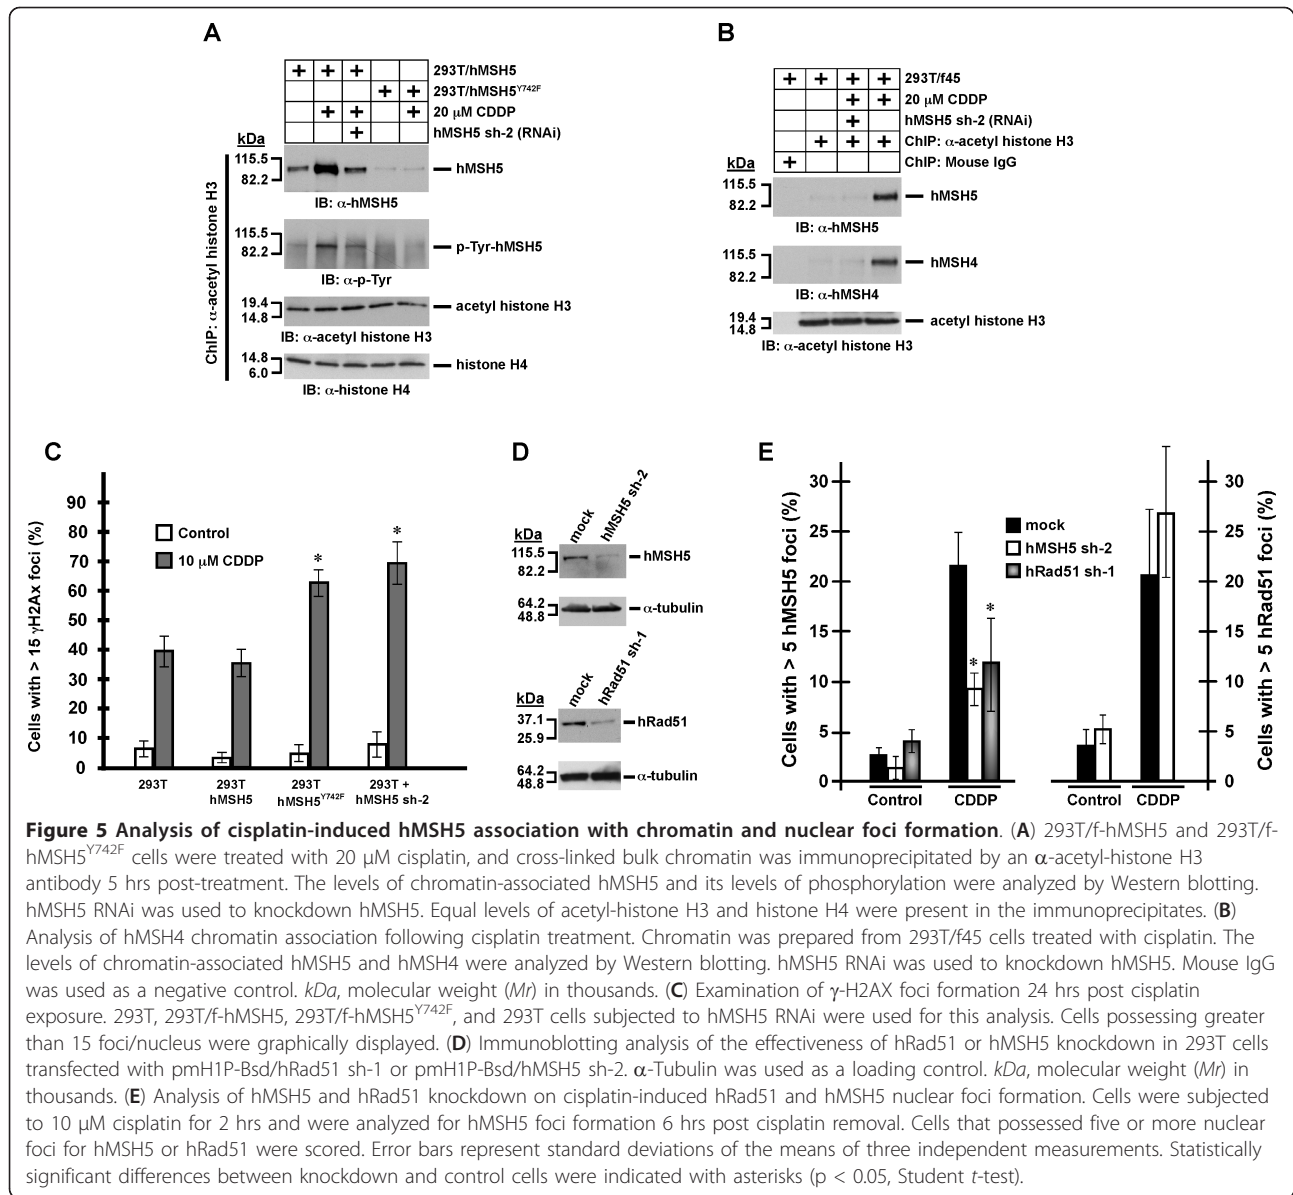 A
+ + + 293T/hMSH5
+ + 293T/hMSH5Y742F
+ + + 20 μM CDDP
+ hMSH5 sh-2 (RNAi)
kDa
ChIP: α-acetyl histone H3
115.5
82.2
hMSH5
IB: α-hMSH5
115.5
82.2
p-Tyr-hMSH5
IB: α-p-Tyr
19.4
14.8
acetyl histone H3
IB: α-acetyl histone H3
14.8
6.0
histone H4
IB: α-histone H4
B
+ + + + 293T/f45
+ + 20 μM CDDP
+ hMSH5 sh-2 (RNAi)
+ + + ChIP: α-acetyl histone H3
+ ChIP: Mouse IgG
kDa
115.5
82.2
hMSH5
IB: α-hMSH5
115.5
82.2
hMSH4
IB: α-hMSH4
19.4
14.8
acetyl histone H3
IB: α-acetyl histone H3
C
Cells with > 15 γH2Ax foci (%)
90
80
70
60
50
40
30
20
10
0
Control
10 μM CDDP
*
*
293T
293T
hMSH5
293T
hMSH5Y742F
293T +
hMSH5 sh-2
D
kDa
mock
hMSH5 sh-2
115.5
82.2
hMSH5
64.2
48.8
α-tubulin
kDa
mock
hRad51 sh-1
37.1
25.9
hRad51
64.2
48.8
α-tubulin
E
Cells with > 5 hMSH5 foci (%)
30
25
20
15
10
5
0
*
*
mock
hMSH5 sh-2
hRad51 sh-1
Control
CDDP
Control
CDDP
30
25
20
15
10
5
0
Cells with > 5 hRad51 foci (%)
Figure 5 Analysis of cisplatin-induced hMSH5 association with chromatin and nuclear foci formation. (A) 293T/f-hMSH5 and 293T/f-
hMSH5Y742F cells were treated with 20 μM cisplatin, and cross-linked bulk chromatin was immunoprecipitated by an α-acetyl-histone H3
antibody 5 hrs post-treatment. The levels of chromatin-associated hMSH5 and its levels of phosphorylation were analyzed by Western blotting.
hMSH5 RNAi was used to knockdown hMSH5. Equal levels of acetyl-histone H3 and histone H4 were present in the immunoprecipitates. (B)
Analysis of hMSH4 chromatin association following cisplatin treatment. Chromatin was prepared from 293T/f45 cells treated with cisplatin. The
levels of chromatin-associated hMSH5 and hMSH4 were analyzed by Western blotting. hMSH5 RNAi was used to knockdown hMSH5. Mouse IgG
was used as a negative control. kDa, molecular weight (Mr) in thousands. (C) Examination of γ-H2AX foci formation 24 hrs post cisplatin
exposure. 293T, 293T/f-hMSH5, 293T/f-hMSH5Y742F, and 293T cells subjected to hMSH5 RNAi were used for this analysis. Cells possessing greater
than 15 foci/nucleus were graphically displayed. (D) Immunoblotting analysis of the effectiveness of hRad51 or hMSH5 knockdown in 293T cells
transfected with pmH1P-Bsd/hRad51 sh-1 or pmH1P-Bsd/hMSH5 sh-2. α-Tubulin was used as a loading control. kDa, molecular weight (Mr) in
thousands. (E) Analysis of hMSH5 and hRad51 knockdown on cisplatin-induced hRad51 and hMSH5 nuclear foci formation. Cells were subjected
to 10 μM cisplatin for 2 hrs and were analyzed for hMSH5 foci formation 6 hrs post cisplatin removal. Cells that possessed five or more nuclear
foci for hMSH5 or hRad51 were scored. Error bars represent standard deviations of the means of three independent measurements. Statistically
significant differences between knockdown and control cells were indicated with asterisks (p < 0.05, Student t-test).